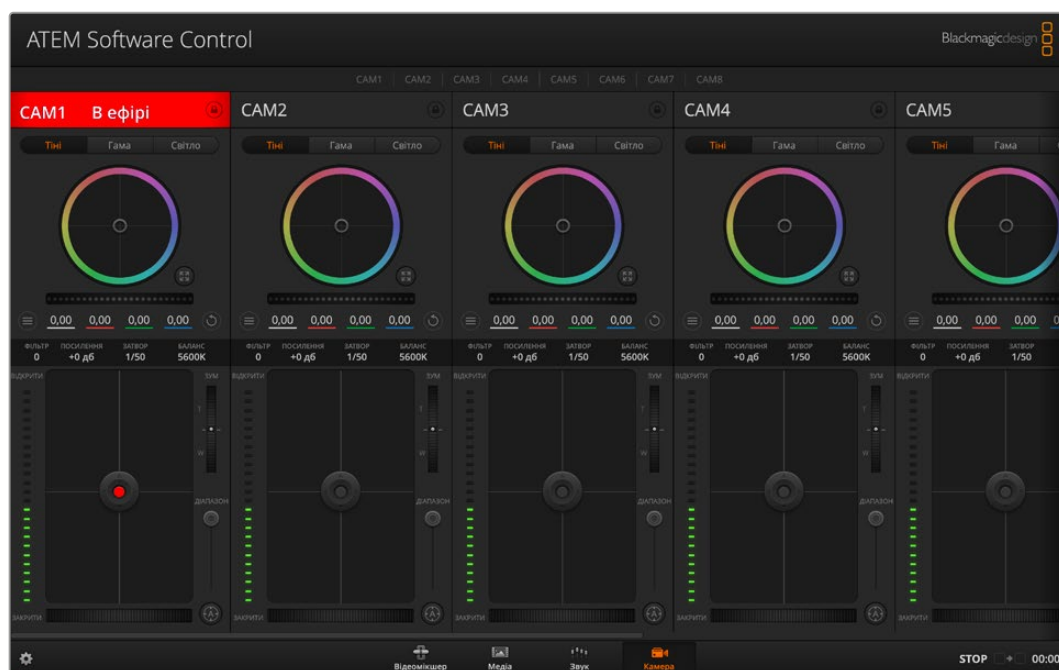 ATEM Software Control
Blackmagicdesign
CAM1 CAM2 CAM3 CAM4 CAM5 CAM6 CAM7 CAM8
CAM1 В ефірі CAM2 CAM3 CAM4 CAM5
Тіні Гама Світло Тіні Гама Світло Тіні Гама Світло Тіні Гама Світло Тіні Гама
0,00 0,00 0,00 0,00 0,00 0,00 0,00 0,00 0,00 0,00 0,00 0,00 0,00 0,00 0,00 0,00 0,00 0,00 0,00
ФІЛЬТР ПОСИЛЕННЯ ЗАТВОР БАЛАНС ФІЛЬТР ПОСИЛЕННЯ ЗАТВОР БАЛАНС ФІЛЬТР ПОСИЛЕННЯ ЗАТВОР БАЛАНС ФІЛЬТР ПОСИЛЕННЯ ЗАТВОР БАЛАНС ФІЛЬТР ПОСИЛЕННЯ ЗАТВОР
0 +0 дб 1/50 5600K 0 +0 дб 1/50 5600K 0 +0 дб 1/50 5600K 0 +0 дб 1/50 5600K 0 +0 дб 1/50
ВІДКРИТИ ЗУМ ВІДКРИТИ ЗУМ ВІДКРИТИ ЗУМ ВІДКРИТИ ЗУМ ВІДКРИТИ
T T T T
W W W W
ДІАПАЗОН ДІАПАЗОН ДІАПАЗОН ДІАПАЗОН
ЗАКРИТИ ЗАКРИТИ ЗАКРИТИ ЗАКРИТИ ЗАКРИТИ
Відеомікшер Медіа Звук Камера
STOP 00:00